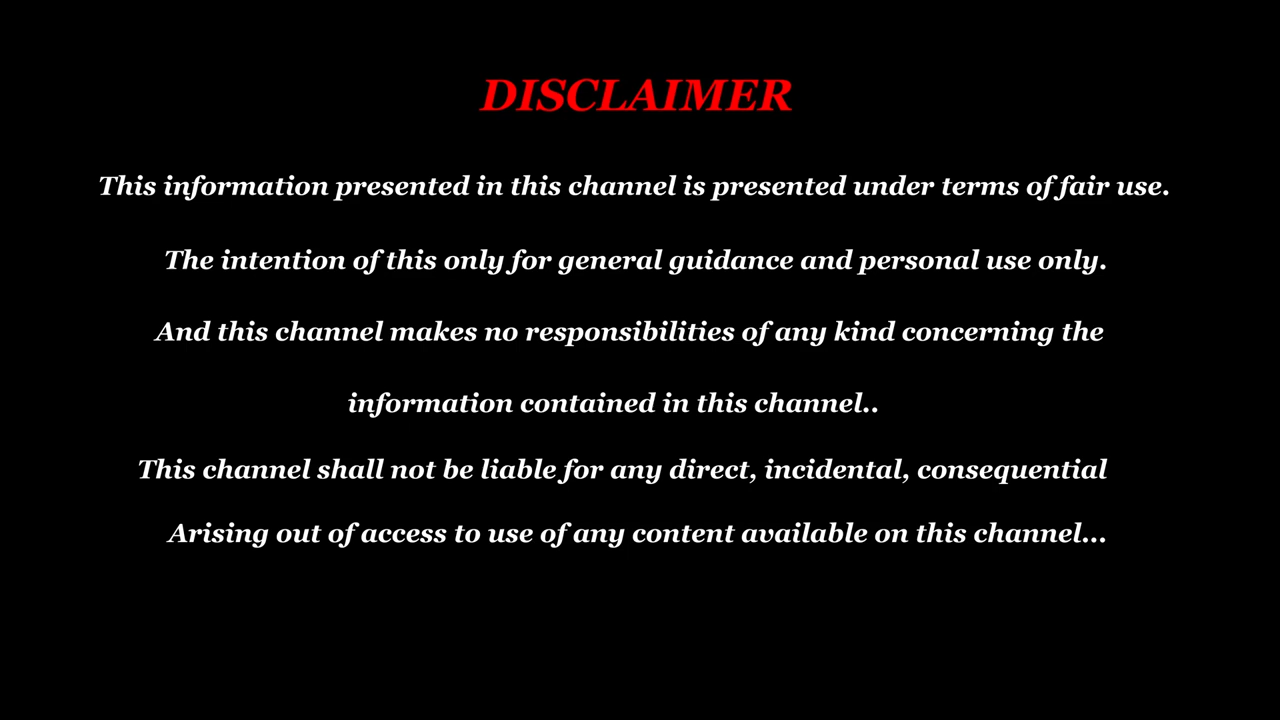 DISCLAIMER
This information presented in this channel is presented under terms of fair use.
The intention of this only for general guidance and personal use only.
And this channel makes no responsibilities of any kind concerning the
information contained in this channel..
This channel shall not be liable for any direct, incidental, consequential
Arising out of access to use of any content available on this channel...